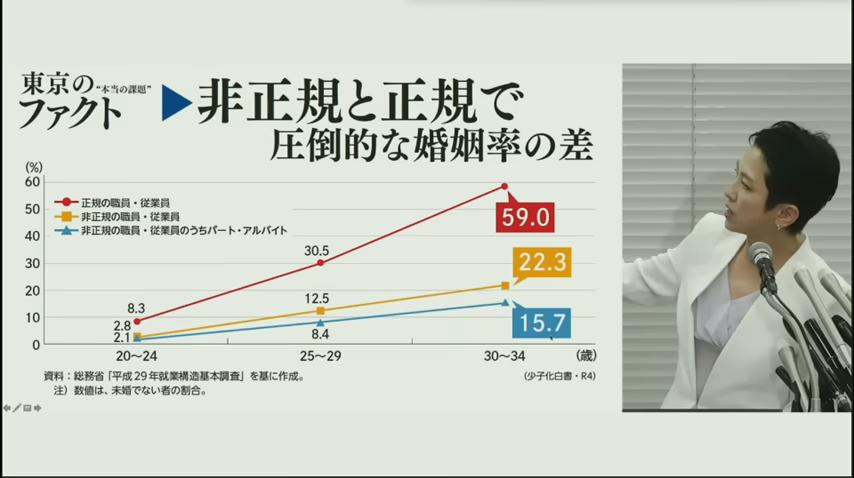 東京の
"本当の課題"
ファクト
▶非正規と正規で
圧倒的な婚姻率の差
(%)
60
50
40
30
20
10
0
正規の職員・従業員
非正規の職員・従業員
非正規の職員・従業員のうちパート・アルバイト
59.0
30.5
22.3
8.3
12.5
15.7
2.8
2.1
8.4
20〜24
25〜29
30〜34
(歳)
資料：総務省「平成29年就業構造基本調査」を基に作成。
(少子化白書・R4)
注）数値は、未婚でない者の割合。